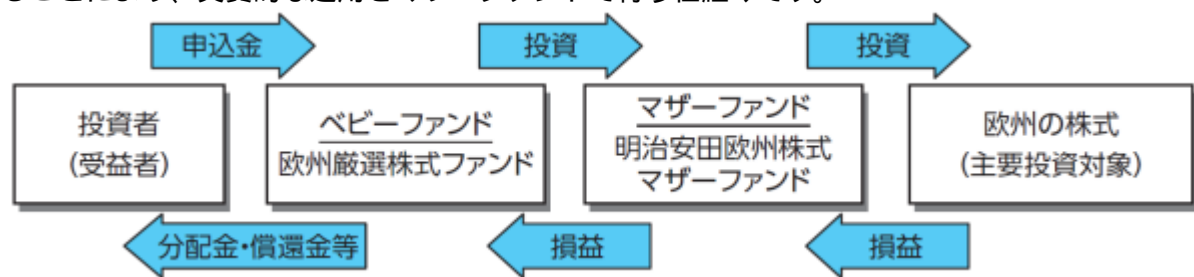 申込金
投資
投資
投資者
(受益者)
ベビーファンド
欧州厳選株式ファンド
マザーファンド
明治安田欧州株式
マザーファンド
欧州の株式
(主要投資対象)
分配金・償還金等
損益
損益